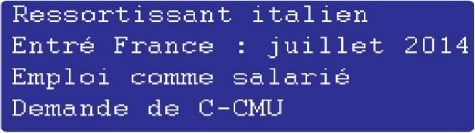 Ressortissant italien
Entré France : juillet 2014
Emploi comme salarié
Demande de C-CMU